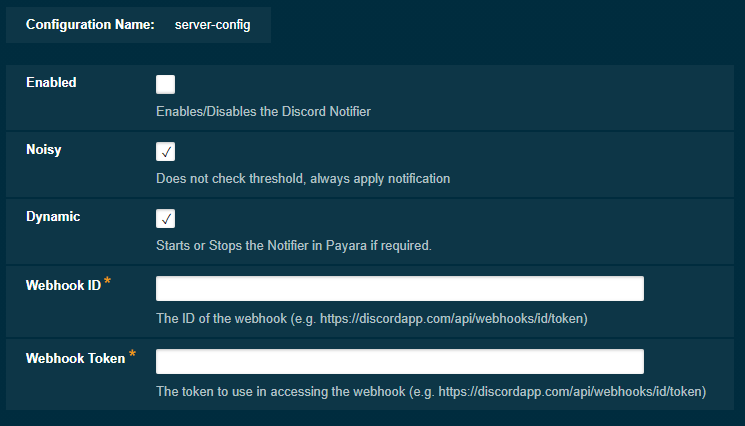 Configuration Name: server-config
Enabled
Enables/Disables the Discord Notifier
Noisy
Does not check threshold, always apply notification
Dynamic
Starts or Stops the Notifier in Payara if required.
Webhook ID *
The ID of the webhook (e.g. https://discordapp.com/api/webhooks/id/token)
Webhook Token *
The token to use in accessing the webhook (e.g. https://discordapp.com/api/webhooks/id/token)